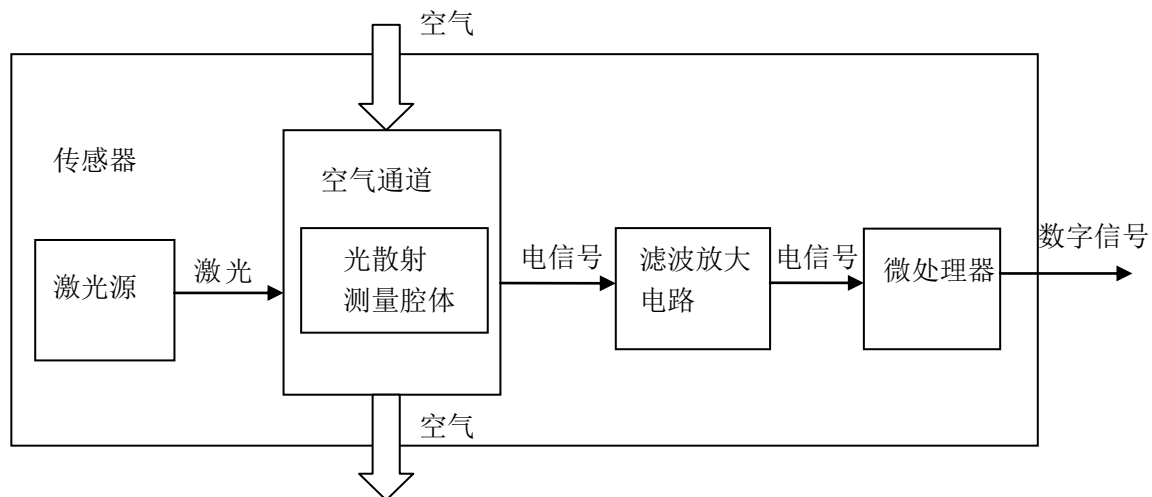 空气
传感器
空气通道
激光源
激光
光散射
测量腔体
电信号
滤波放大
电路
电信号
微处理器
数字信号
空气